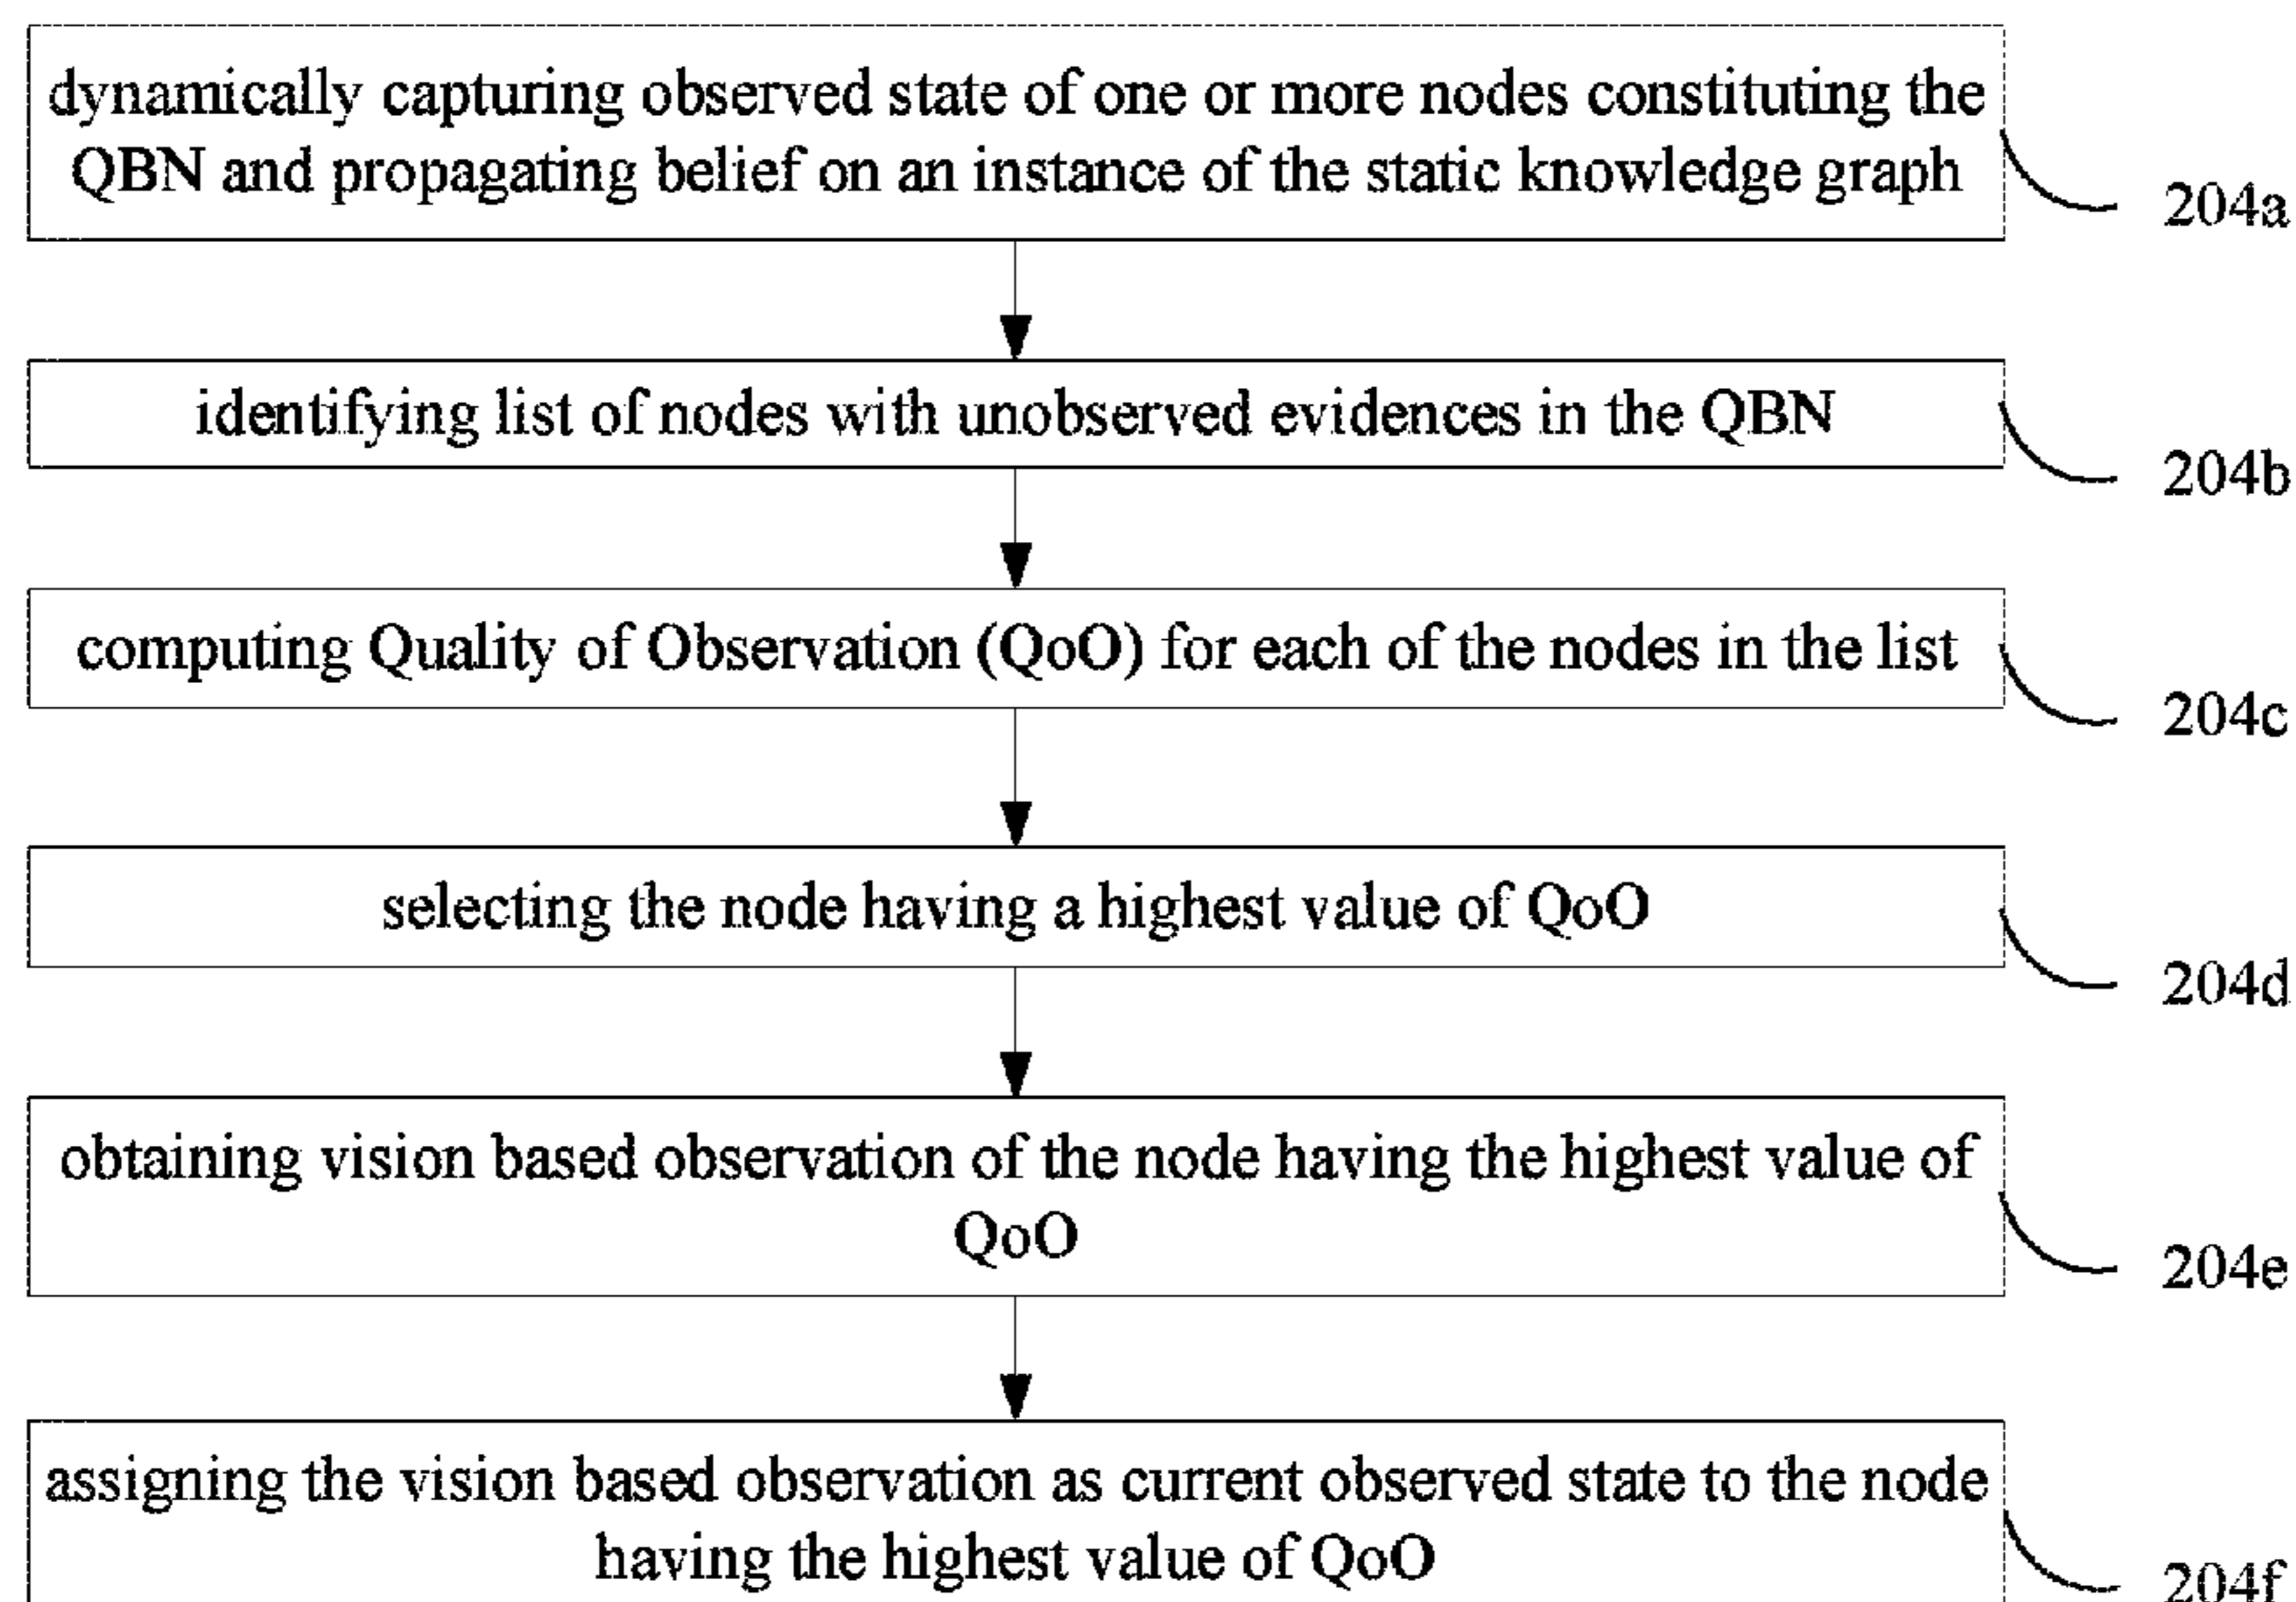 dynamically capturing observed state of one or more nodes constituting the
QBN and propagating belief on an instance of the static knowledge graph
204a
identifying list of nodes with unobserved evidences in the QBN
204b
computing Quality of Observation (QoO) for each of the nodes in the list
204c
selecting the node having a highest value of QoO
204d
obtaining vision based observation of the node having the highest value of
QoO
204e
assigning the vision based observation as current observed state to the node
having the highest value of QoO
204f